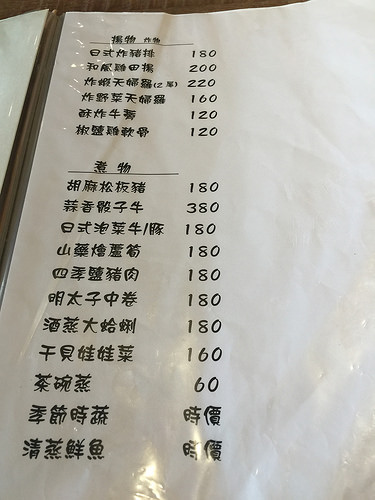 揚物 炸物
日式炸豬排 180
和風雞田揚 200
炸蝦天婦羅(2尾) 220
炸野菜天婦羅 160
酥炸牛蒡 120
椒鹽雞軟骨 120
煮物
胡麻松板豬 180
蒜香骰子牛 380
日式泡菜牛/豚 180
山藥燴蘆筍 180
四季鹽豬肉 180
明太子中卷 180
酒蒸大蛤蜊 180
干貝娃娃菜 160
茶碗蒸 60
季節時蔬 時價
清蒸鮮魚 時價